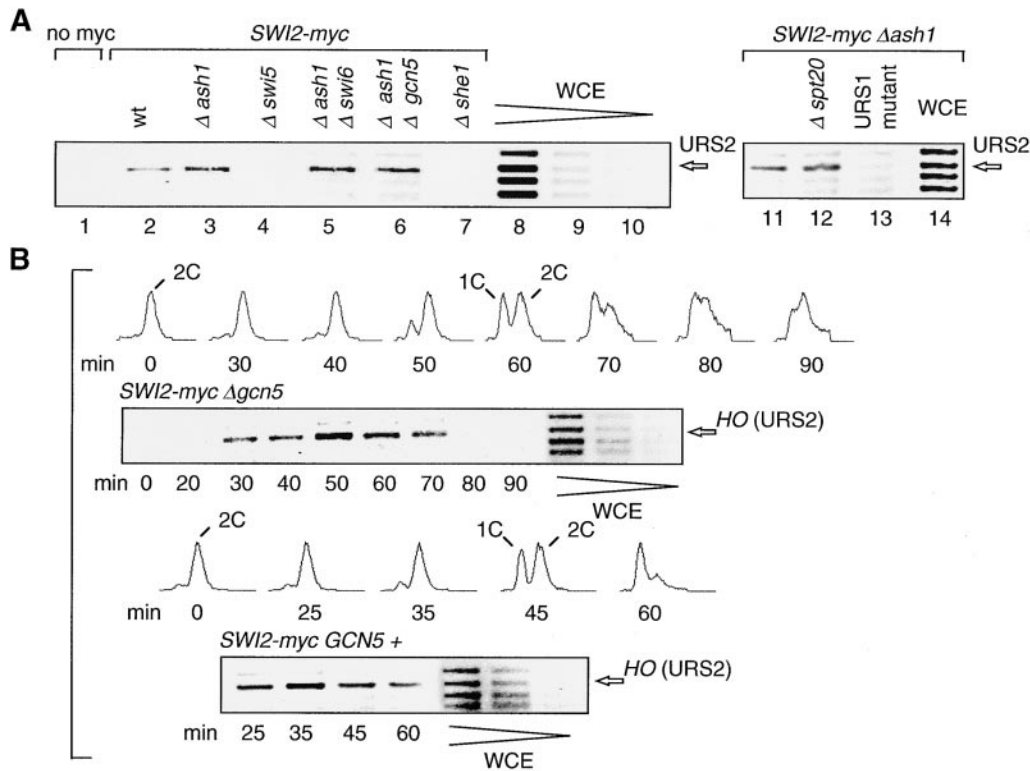 A
no myc
SWI2-myc
SWI2-myc Δash1
wt
Δ ash1
Δ swi5
Δ ash1
Δ swi6
Δ ash1
Δ gcn5
Δ she1
WCE
URS2
Δ spt20
URS1
mutant
WCE
URS2
1 2 3 4 5 6 7 8 9 10
11 12 13 14
B
2C
1C
2C
min 0 30 40 50 60 70 80 90
SWI2-myc Δgcn5
HO (URS2)
min 0 20 30 40 50 60 70 80 90
WCE
2C
1C
2C
min 0 25 35 45 60
SWI2-myc GCN5 +
HO (URS2)
min 25 35 45 60
WCE